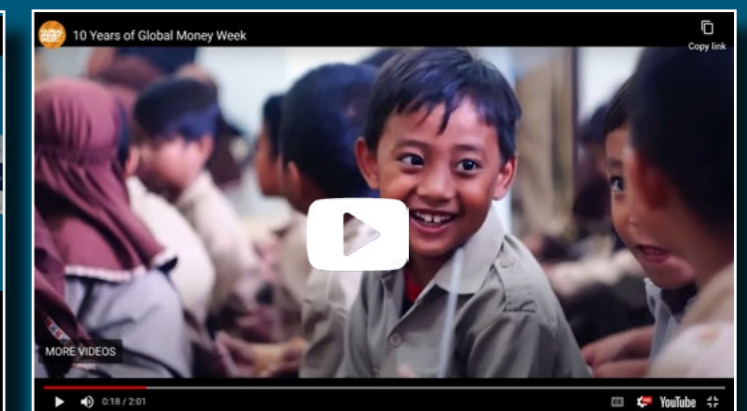 10 Years of Global Money Week
Copy link
MORE VIDEOS
0:18 / 2:01
YouTube